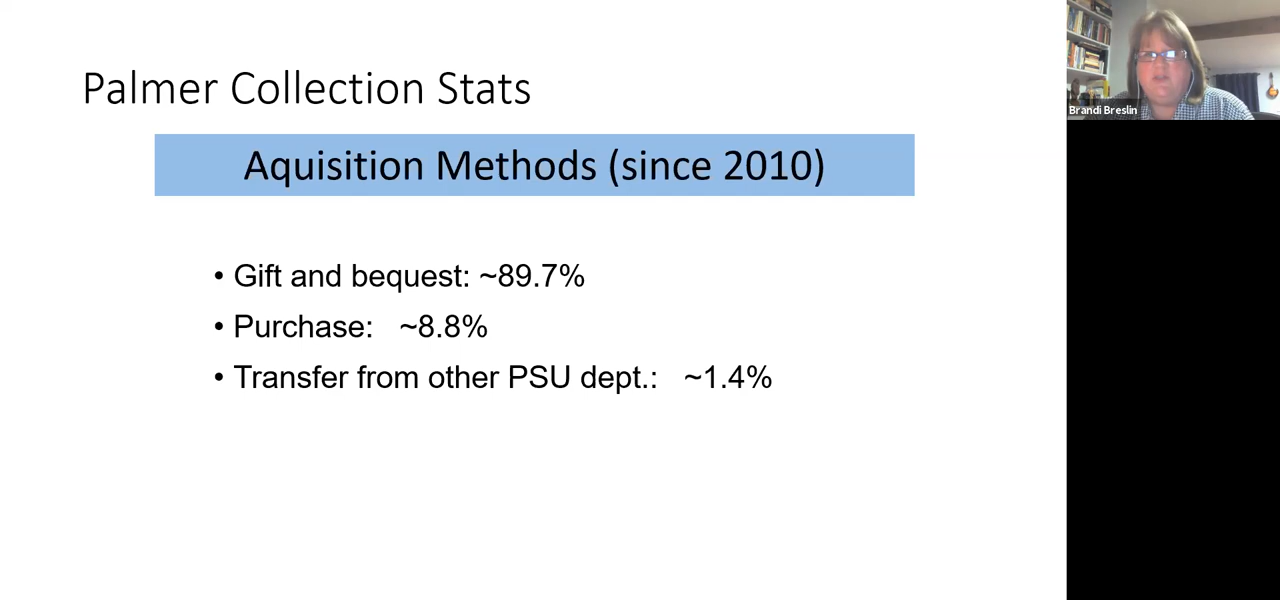 Palmer Collection Stats
Aquisition Methods (since 2010)
• Gift and bequest: ~89.7%
• Purchase: ~8.8%
• Transfer from other PSU dept.: ~1.4%
Brandi Breslin